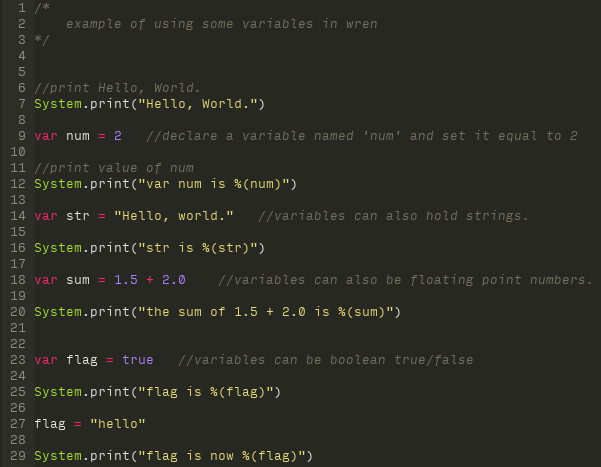 1 /*
2     example of using some variables in wren
3 */
4
5
6 //print Hello, World.
7 System.print("Hello, World.")
8
9 var num = 2   //declare a variable named 'num' and set it equal to 2
10
11 //print value of num
12 System.print("var num is %(num)")
13
14 var str = "Hello, world."   //variables can also hold strings.
15
16 System.print("str is %(str)")
17
18 var sum = 1.5 + 2.0    //variables can also be floating point numbers.
19
20 System.print("the sum of 1.5 + 2.0 is %(sum)")
21
22
23 var flag = true   //variables can be boolean true/false
24
25 System.print("flag is %(flag)")
26
27 flag = "hello"
28
29 System.print("flag is now %(flag)")